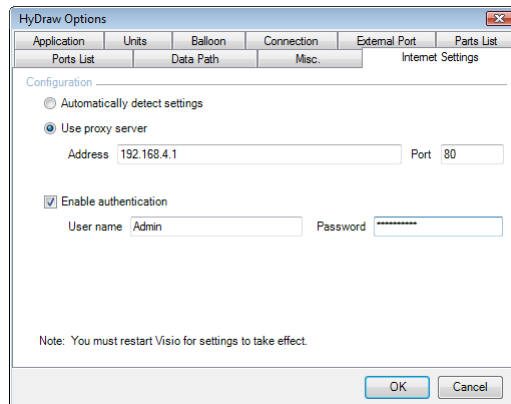 HyDraw Options
Application Units Balloon Connection External Port Parts List
Ports List Data Path Misc. Internet Settings
Configuration
Automatically detect settings
Use proxy server
Address 192.168.4.1 Port 80
Enable authentication
User name Admin Password **********
Note: You must restart Visio for settings to take effect.
OK Cancel